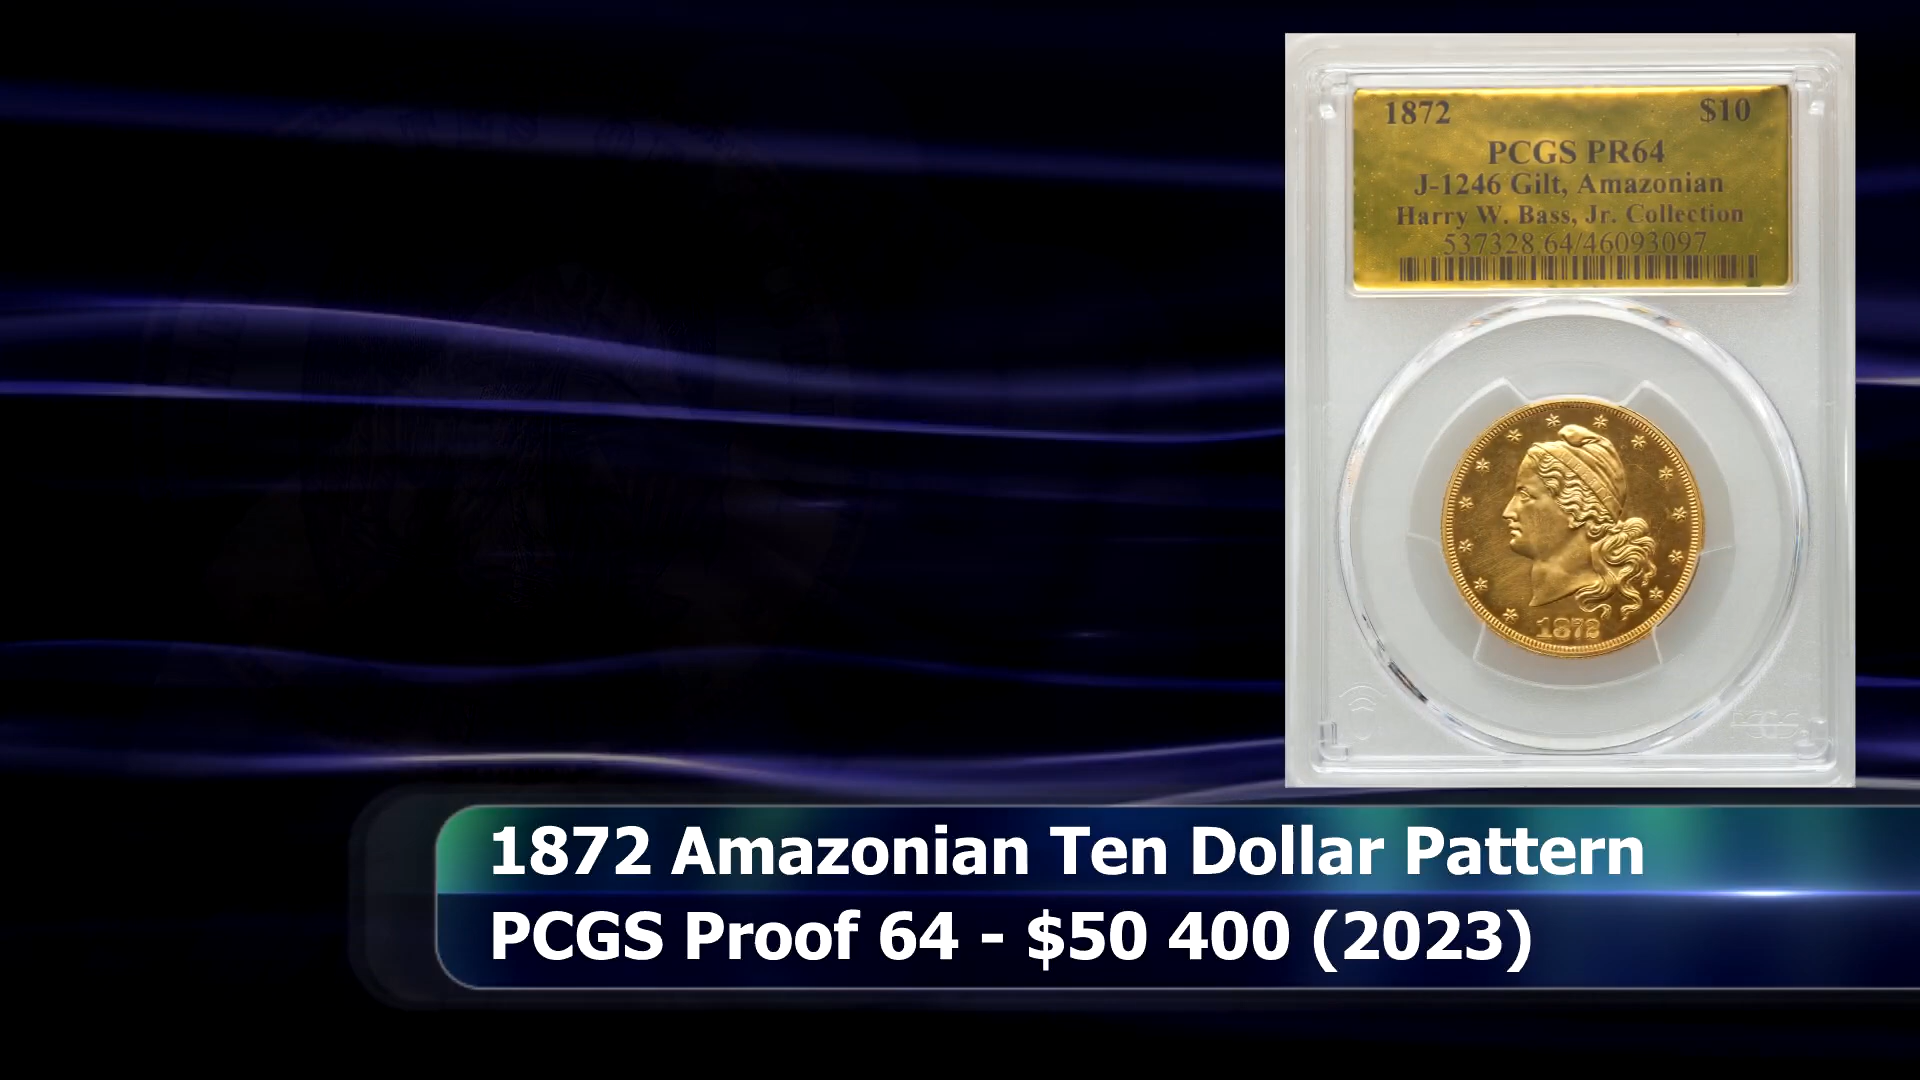 1872 $10
PCGS PR64
J-1246 Gilt, Amazonian
Harry W. Bass, Jr. Collection
537328.64/46093097
1872
PCGS
1872 Amazonian Ten Dollar Pattern
PCGS Proof 64 - $50 400 (2023)